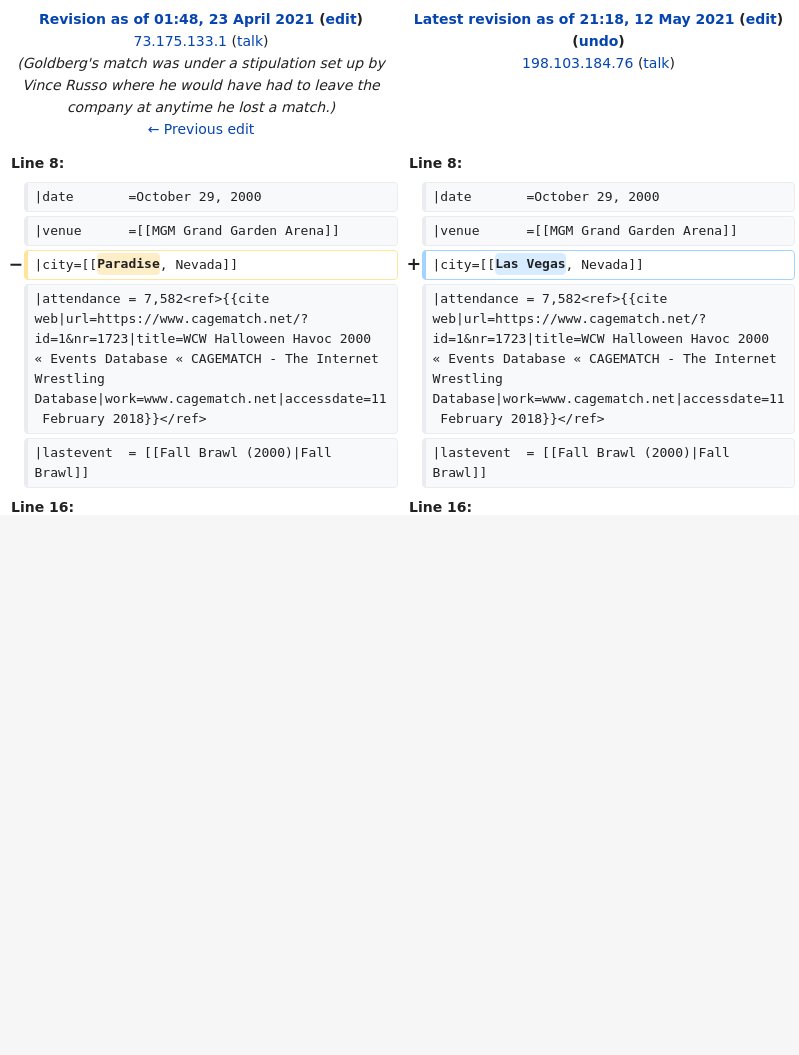 Revision as of 01:48, 23 April 2021 (edit)
73.175.133.1 (talk)
(Goldberg's match was under a stipulation set up by
Vince Russo where he would have had to leave the
company at anytime he lost a match.)
← Previous edit
Latest revision as of 21:18, 12 May 2021 (edit)
(undo)
198.103.184.76 (talk)
Line 8:
Line 8:
|date       =October 29, 2000
|date       =October 29, 2000
|venue      =[[MGM Grand Garden Arena]]
|venue      =[[MGM Grand Garden Arena]]
− |city=[[Paradise, Nevada]]
+ |city=[[Las Vegas, Nevada]]
|attendance = 7,582<ref>{{cite
web|url=https://www.cagematch.net/?
id=1&nr=1723|title=WCW Halloween Havoc 2000
« Events Database « CAGEMATCH - The Internet
Wrestling
Database|work=www.cagematch.net|accessdate=11
February 2018}}</ref>
|attendance = 7,582<ref>{{cite
web|url=https://www.cagematch.net/?
id=1&nr=1723|title=WCW Halloween Havoc 2000
« Events Database « CAGEMATCH - The Internet
Wrestling
Database|work=www.cagematch.net|accessdate=11
February 2018}}</ref>
|lastevent  = [[Fall Brawl (2000)|Fall
Brawl]]
|lastevent  = [[Fall Brawl (2000)|Fall
Brawl]]
Line 16:
Line 16: